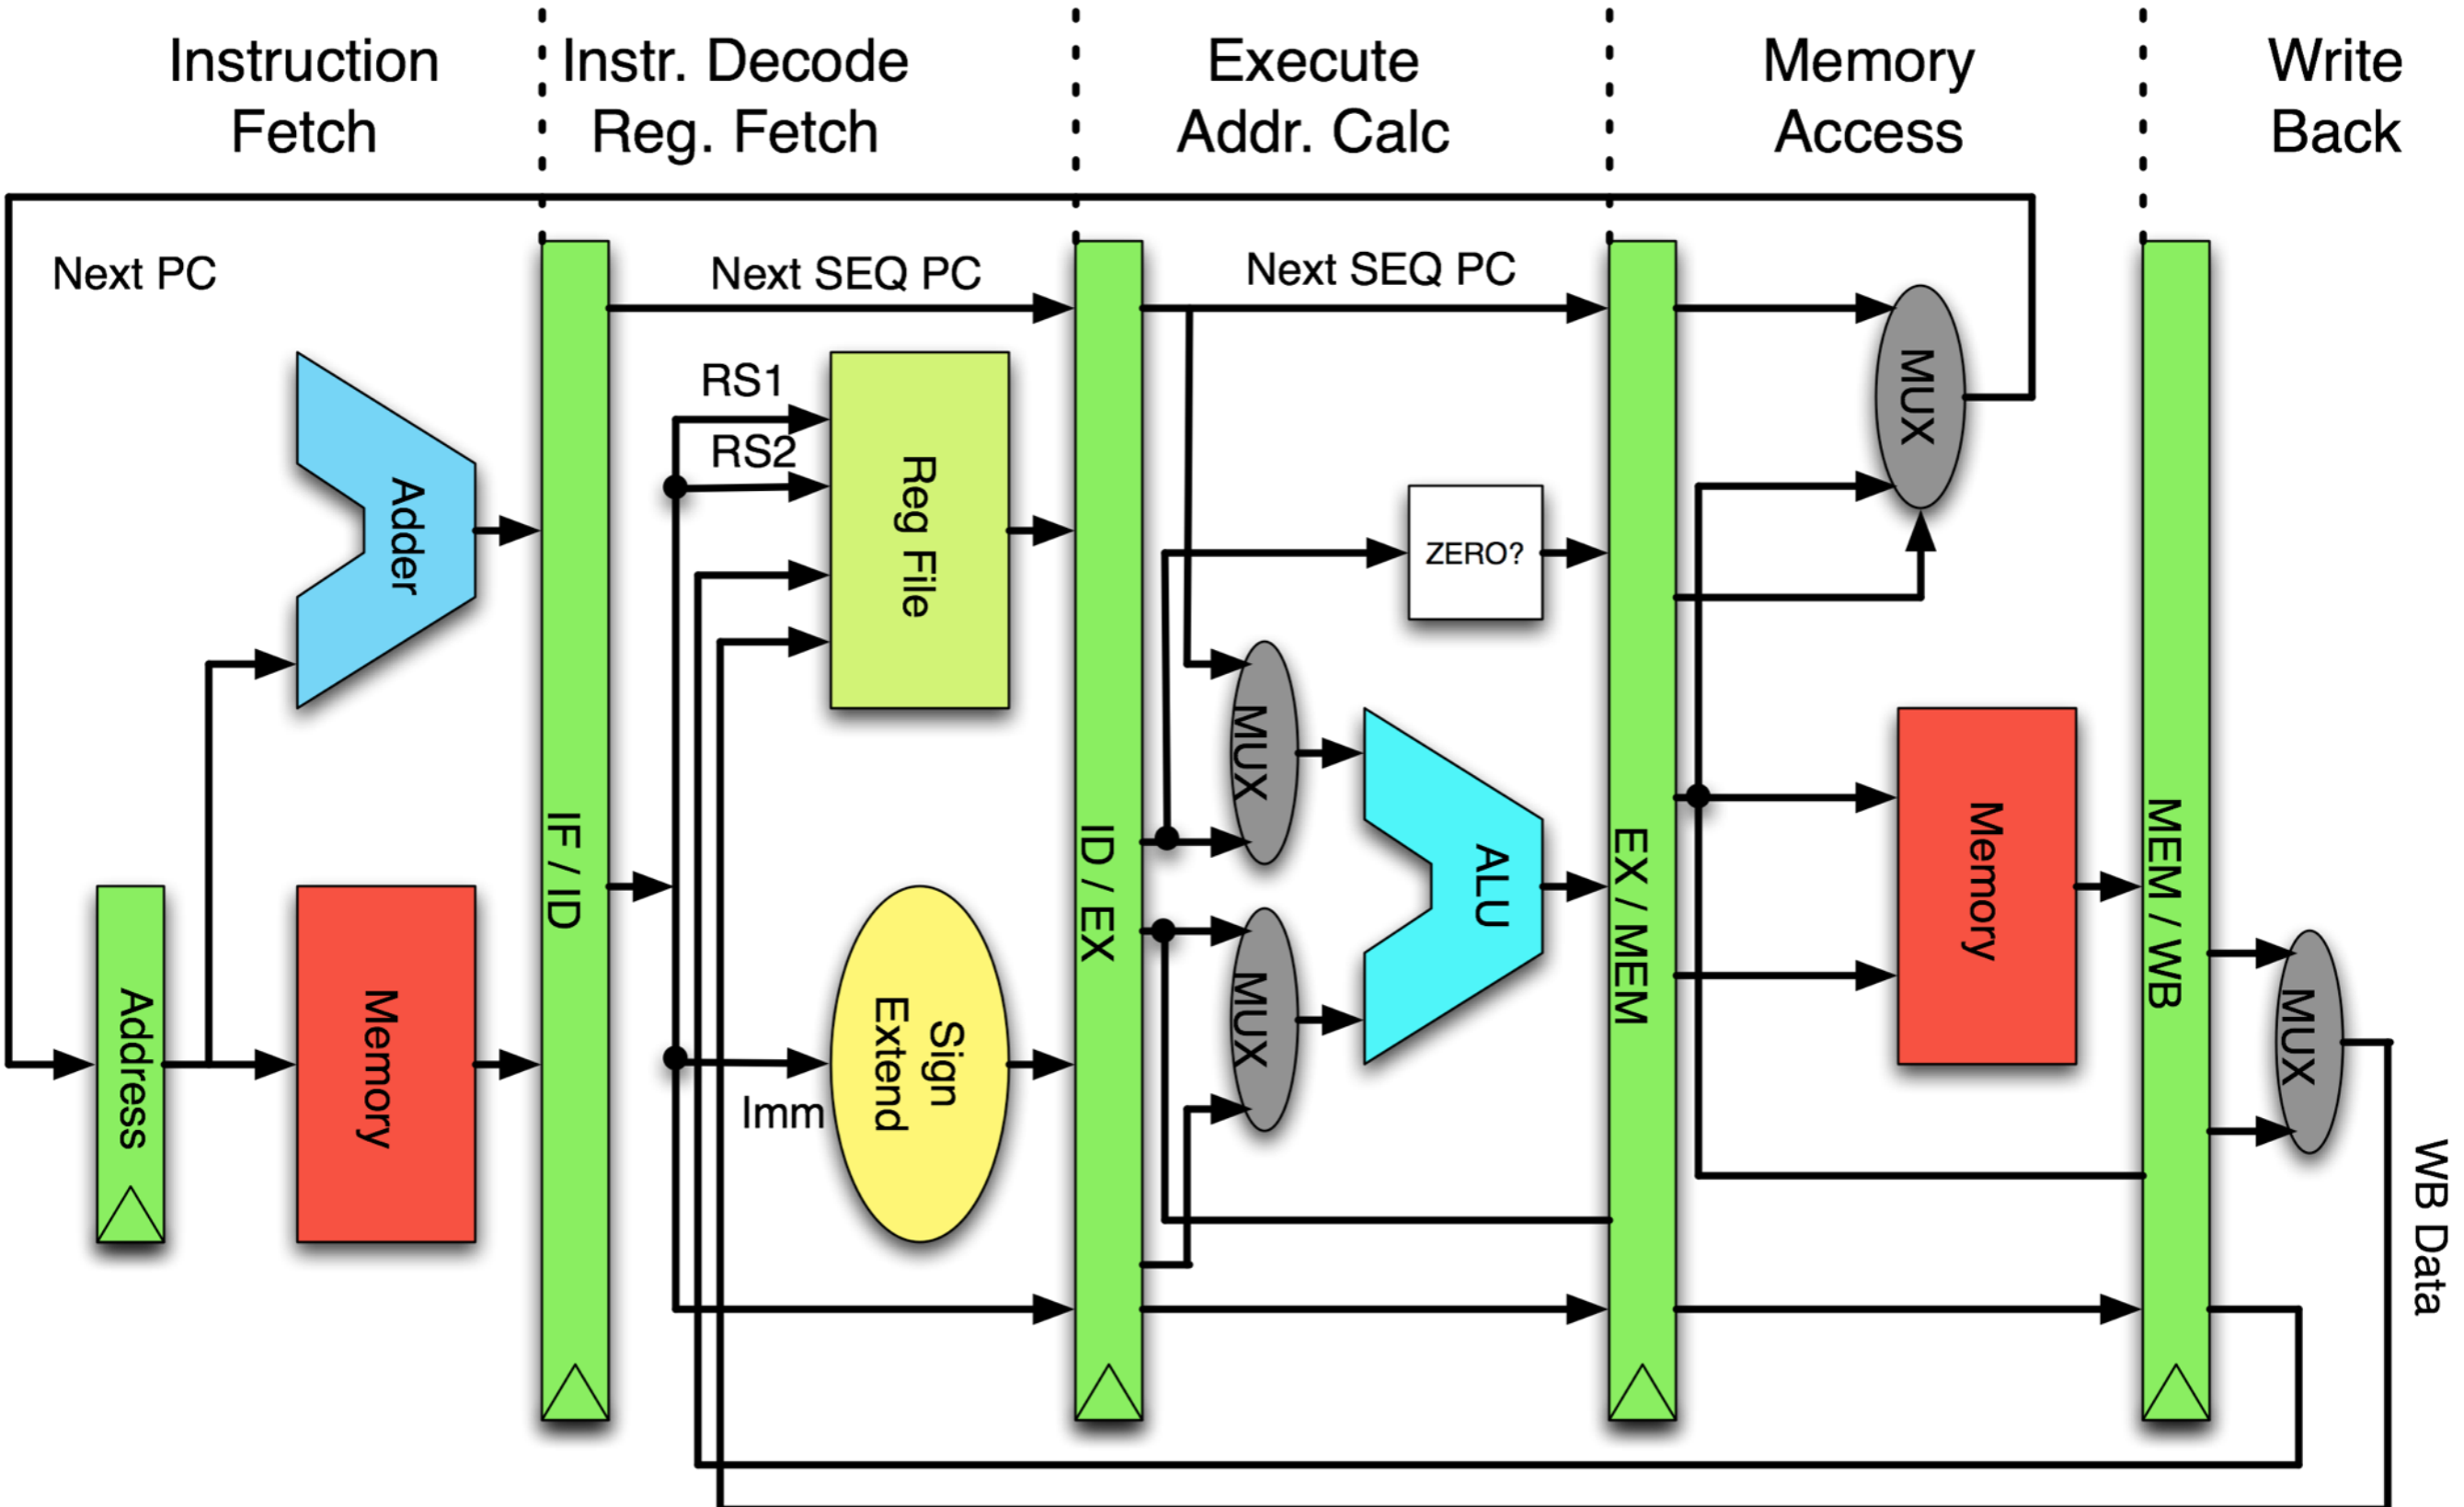 Instruction
Fetch
Instr. Decode
Reg. Fetch
Execute
Addr. Calc
Memory
Access
Write
Back
Next PC
Next SEQ PC
Next SEQ PC
RS1
RS2
Adder
Reg File
MUX
ZERO?
MUX
ALU
MUX
IF / ID
ID / EX
EX / MEM
MEM / WB
Memory
Address
Memory
Sign
Extend
Imm
MUX
WB Data